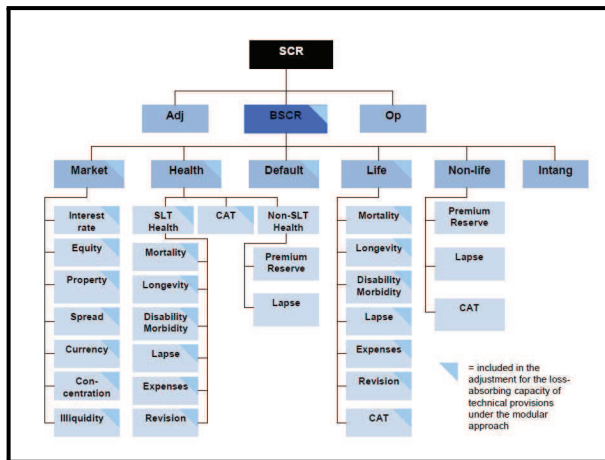 SCR
Adj
BSCR
Op
Market
Health
Default
Life
Non-life
Intang
Interest
rate
Equity
Property
Spread
Currency
Con-
centration
Illiquidity
SLT
Health
CAT
Non-SLT
Health
Mortality
Longevity
Disability
Morbidity
Lapse
Expenses
Revision
Premium
Reserve
Lapse
Mortality
Longevity
Disability
Morbidity
Lapse
Expenses
Revision
CAT
Premium
Reserve
Lapse
CAT
= included in the
adjustment for the loss-
absorbing capacity of
technical provisions
under the modular
approach